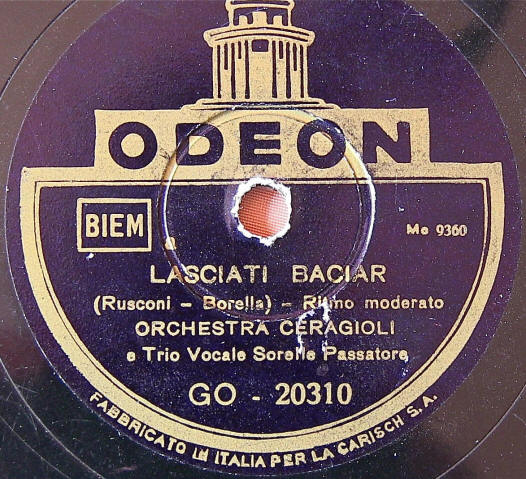 ODEON
BIEM
Mo 9360
LASCIATI BACIAR
(Rusconi - Borella) - Ritmo moderato
ORCHESTRA CERAGIOLI
e Trio Vocale Sorelle Passatore
GO - 20310
FABBRICATO IN ITALIA PER LA CARISCH S.A.